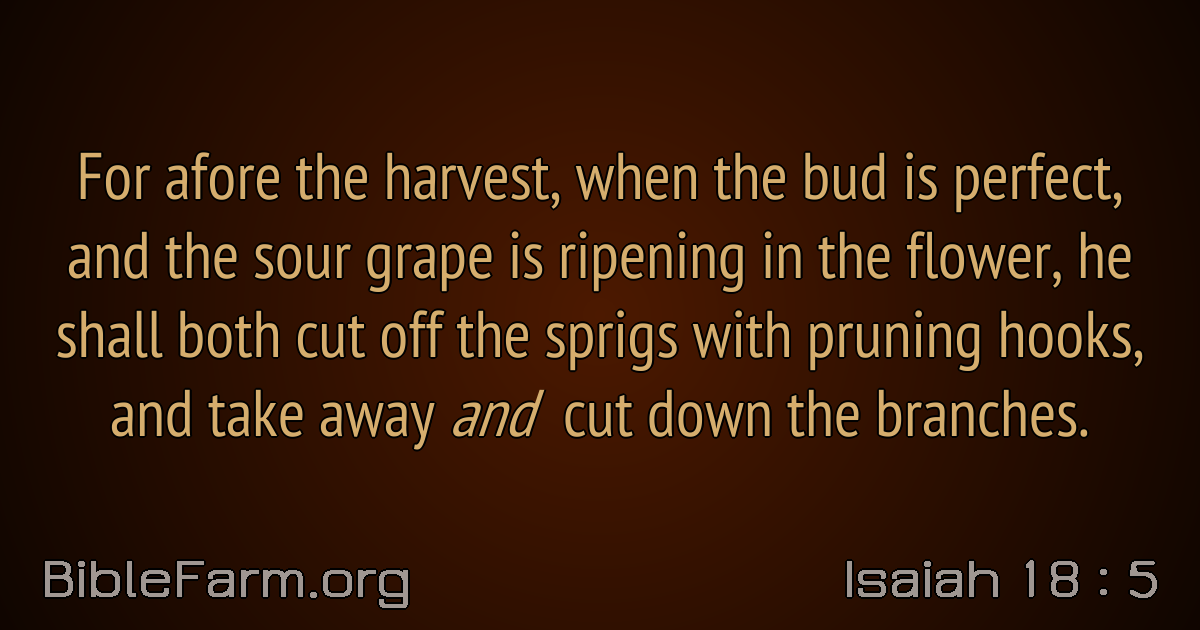 For afore the harvest, when the bud is perfect,
and the sour grape is ripening in the flower, he
shall both cut off the sprigs with pruning hooks,
and take away and cut down the branches.
BibleFarm.org
Isaiah 18 : 5